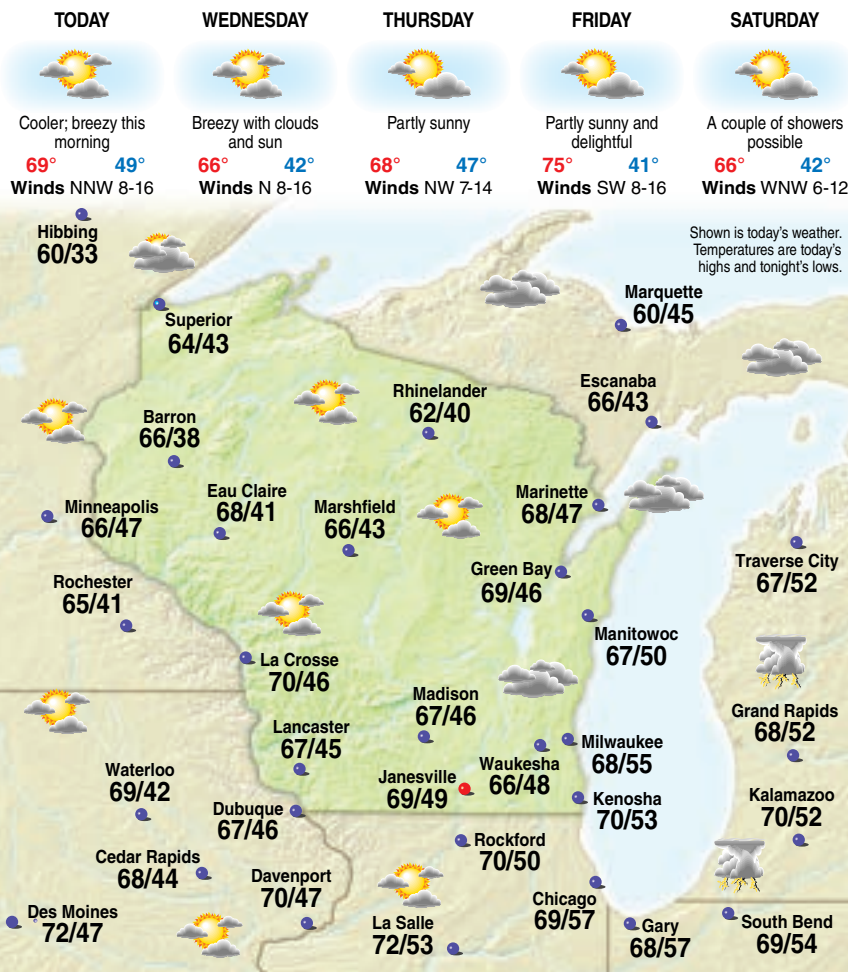 TODAY
WEDNESDAY
THURSDAY
FRIDAY
SATURDAY
Cooler; breezy this
morning
Breezy with clouds
and sun
Partly sunny
Partly sunny and
delightful
A couple of showers
possible
69° 49°
66° 42°
68° 47°
75° 41°
66° 42°
Winds NNW 8-16
Winds N 8-16
Winds NW 7-14
Winds SW 8-16
Winds WNW 6-12
Shown is today's weather.
Temperatures are today's
highs and tonight's lows.
Hibbing
60/33
Superior
64/43
Marquette
60/45
Escanaba
66/43
Rhinelander
62/40
Barron
66/38
Eau Claire
68/41
Marshfield
66/43
Marinette
68/47
Minneapolis
66/47
Green Bay
69/46
Traverse City
67/52
Rochester
65/41
Manitowoc
67/50
La Crosse
70/46
Madison
67/46
Grand Rapids
68/52
Lancaster
67/45
Milwaukee
68/55
Waukesha
66/48
Janesville
69/49
Waterloo
69/42
Kenosha
70/53
Kalamazoo
70/52
Dubuque
67/46
Rockford
70/50
Cedar Rapids
68/44
Davenport
70/47
Chicago
69/57
Des Moines
72/47
La Salle
72/53
Gary
68/57
South Bend
69/54